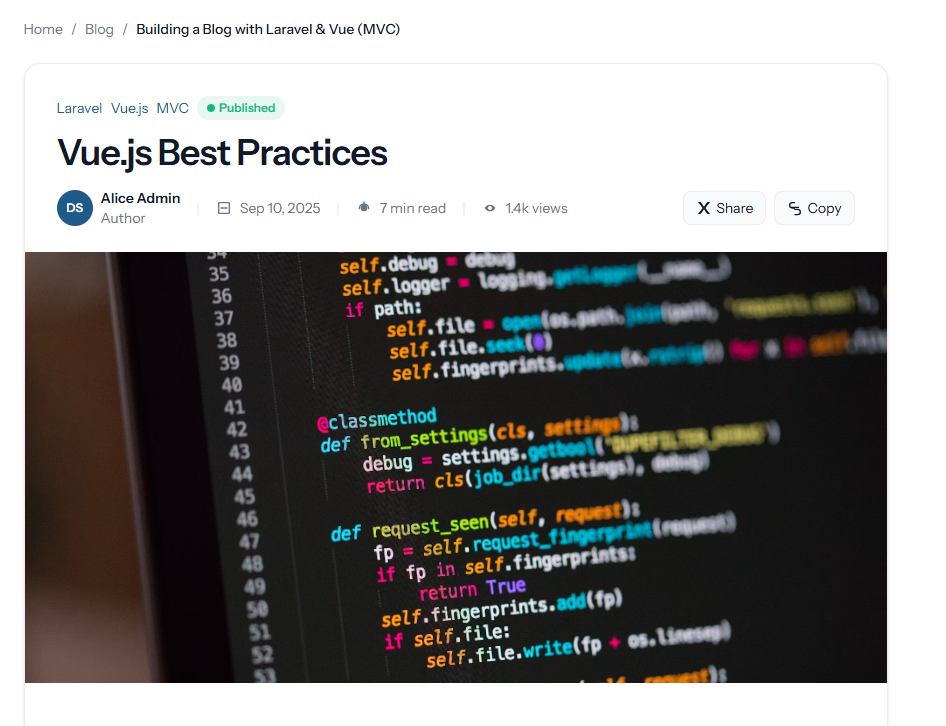 Home / Blog / Building a Blog with Laravel & Vue (MVC)
Laravel Vue.js MVC Published
Vue.js Best Practices
DS
Alice Admin
Author
Sep 10, 2025
7 min read
1.4k views
Share
Copy
34
35 self.debug = debug
36 self.logger = logging.getLogger(__name__)
37 if path:
38 self.file = open(os.path.join(path, 'requests.seen'),
39 self.file.seek(0)
40 self.fingerprints.update(x.rstrip() for x in self.file
41
42 @classmethod
43 def from_settings(cls, settings):
44 debug = settings.getbool('DUPEFILTER_DEBUG')
45 return cls(job_dir(settings), debug)
46
47 def request_seen(self, request):
48 fp = self.request_fingerprint(request)
49 if fp in self.fingerprints:
50 return True
51 self.fingerprints.add(fp)
52 if self.file:
53 self.file.write(fp + os.linesep)
self, request):